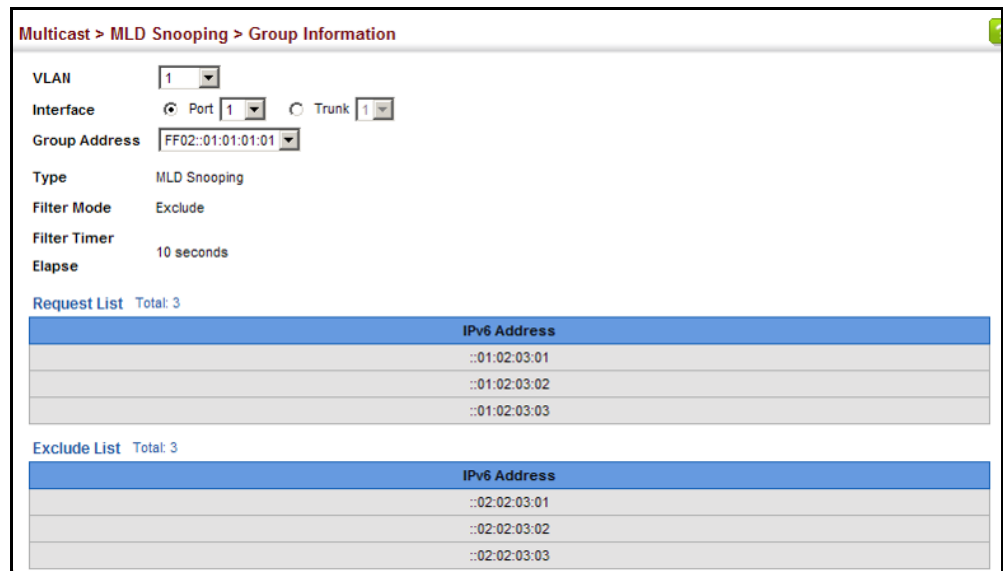 Multicast > MLD Snooping > Group Information
?
VLAN 1
Interface Port 1 Trunk 1
Group Address FF02::01:01:01:01
Type MLD Snooping
Filter Mode Exclude
Filter Timer
Elapse 10 seconds
Request List Total: 3
IPv6 Address
::01:02:03:01
::01:02:03:02
::01:02:03:03
Exclude List Total: 3
IPv6 Address
::02:02:03:01
::02:02:03:02
::02:02:03:03